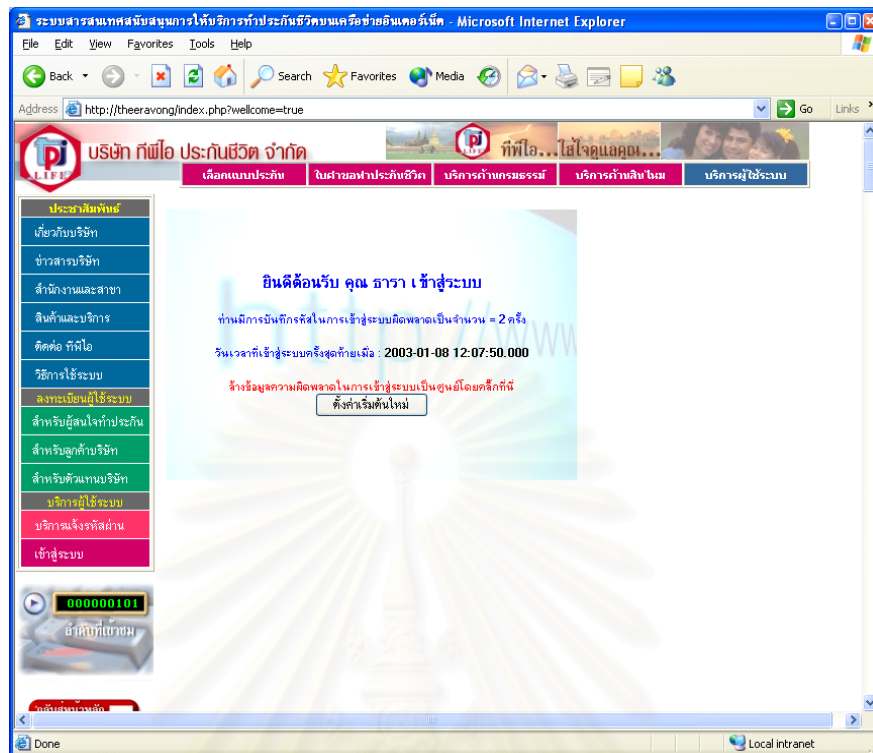 ระบบสารสนเทศสนับสนุนการให้บริการทำประกันชีวิตบนเครือข่ายอินเตอร์เน็ต - Microsoft Internet Explorer
File Edit View Favorites Tools Help
Back Search Favorites Media
Address http://theeravong/index.php?wellcome=true Go Links
TPI LIFE บริษัท ทีพีไอ ประกันชีวิต จำกัด ทีพีไอ...ใส่ใจดูแลคุณ...
เลือกแบบประกัน ใบคำขอทำประกันชีวิต บริการด้านกรมธรรม์ บริการด้านสินไหม บริการผู้ใช้ระบบ
ประชาสัมพันธ์
เกี่ยวกับบริษัท
ข่าวสารบริษัท
สำนักงานและสาขา
สินค้าและบริการ
ติดต่อ ทีพีไอ
วิธีการใช้ระบบ
ลงทะเบียนผู้ใช้ระบบ
สำหรับผู้สนใจทำประกัน
สำหรับลูกค้าบริษัท
สำหรับตัวแทนบริษัท
บริการผู้ใช้ระบบ
บริการแจ้งรหัสผ่าน
เข้าสู่ระบบ
000000101
ลำดับที่เข้าชม
กลับสู่หน้าหลัก
http://www
ยินดีต้อนรับ คุณ ธารา เข้าสู่ระบบ
ท่านมีการบันทึกรหัสในการเข้าสู่ระบบผิดพลาดเป็นจำนวน = 2 ครั้ง
วันเวลาที่เข้าสู่ระบบครั้งสุดท้ายเมื่อ : 2003-01-08 12:07:50.000
ล้างข้อมูลความผิดพลาดในการเข้าสู่ระบบเป็นศูนย์โดยคลิ๊กที่นี่
ตั้งค่าเริ่มต้นใหม่
Done Local intranet